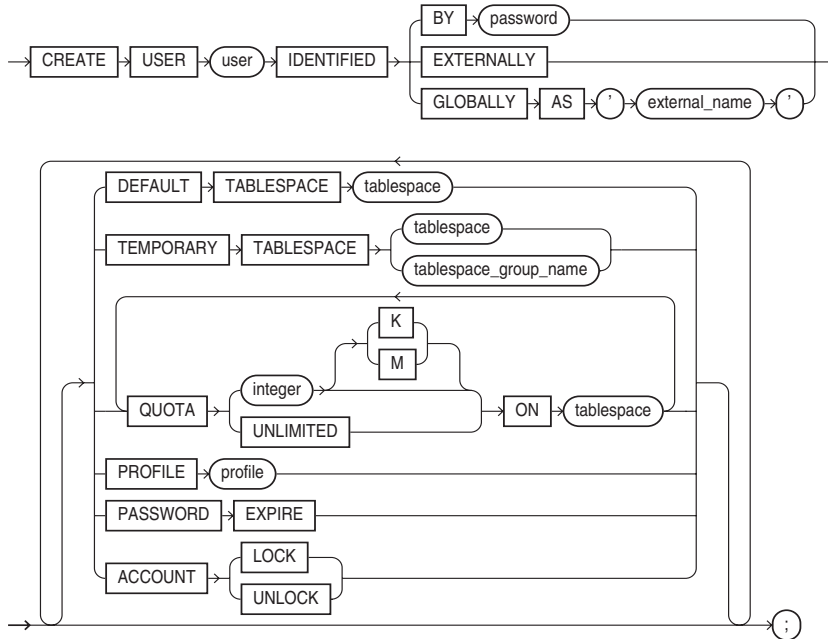 BY password
CREATE USER user IDENTIFIED EXTERNALLY
GLOBALLY AS ' external_name '
DEFAULT TABLESPACE tablespace
TEMPORARY TABLESPACE tablespace
tablespace_group_name
K
M
QUOTA integer ON tablespace
UNLIMITED
PROFILE profile
PASSWORD EXPIRE
LOCK
ACCOUNT
UNLOCK
;